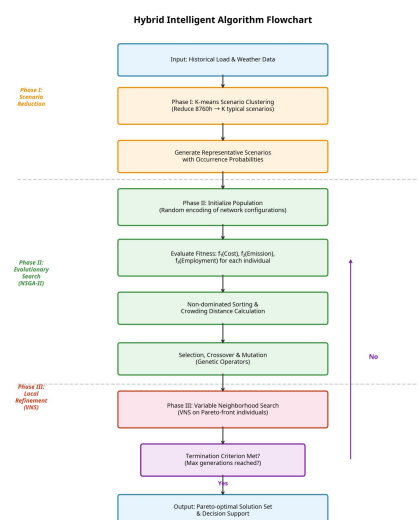 Hybrid Intelligent Algorithm Flowchart
Input: Historical Load & Weather Data
Phase I:
Scenario
Reduction
Phase I: K-means Scenario Clustering
(Reduce 8760h → K typical scenarios)
Generate Representative Scenarios
with Occurrence Probabilities
Phase II: Initialize Population
(Random encoding of network configurations)
Phase II:
Evolutionary
Search
(NSGA-II)
Evaluate Fitness: f₁(Cost), f₂(Emission),
f₃(Employment) for each individual
Non-dominated Sorting &
Crowding Distance Calculation
No
Selection, Crossover & Mutation
(Genetic Operators)
Phase III:
Local
Refinement
(VNS)
Phase III: Variable Neighborhood Search
(VNS on Pareto-front individuals)
Termination Criterion Met?
(Max generations reached?)
Yes
Output: Pareto-optimal Solution Set
& Decision Support